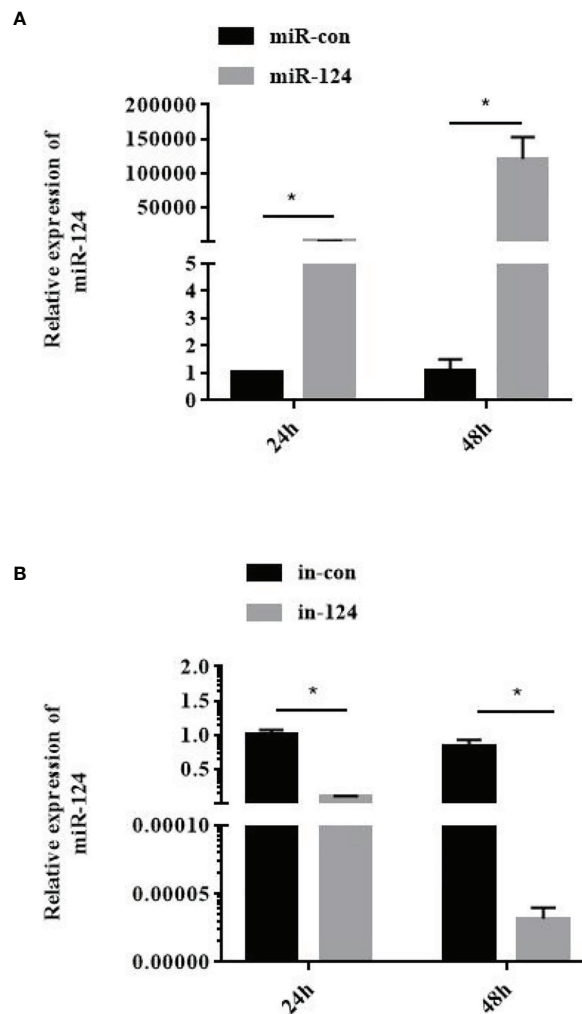 A
miR-con
miR-124
Relative expression of
miR-124
200000
150000
100000
50000
5
4
3
2
1
0
*
*
24h
48h
B
in-con
in-124
Relative expression of
miR-124
2.0
1.5
1.0
0.5
0.00010
0.00005
0.00000
*
*
24h
48h